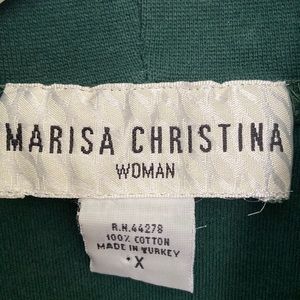 MARISA CHRISTINA
WOMAN
R.N.44278
100% COTTON
MADE IN TURKEY
X